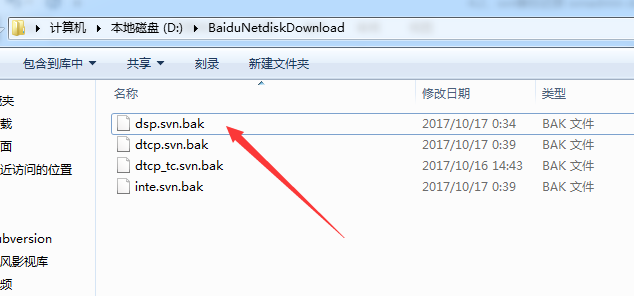 计算机 本地磁盘 (D:) BaiduNetdiskDownload
包含到库中 共享 刻录 新建文件夹
名称 修改日期 类型
dsp.svn.bak 2017/10/17 0:34 BAK 文件
dtcp.svn.bak 2017/10/17 0:39 BAK 文件
dtcp_tc.svn.bak 2017/10/16 14:43 BAK 文件
inte.svn.bak 2017/10/17 0:39 BAK 文件
藏夹
载
面
近访问的位置
ubversion
风影视库
频